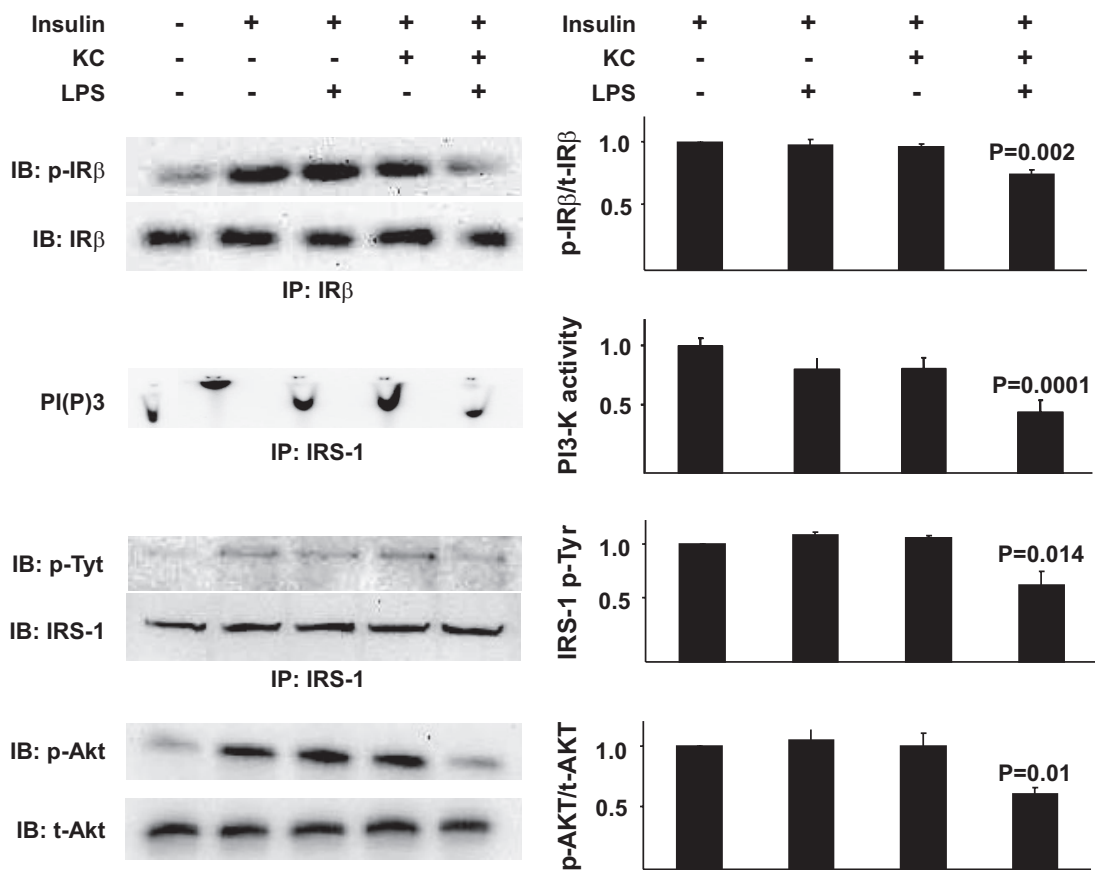 Insulin - + + + +
KC - - - + +
LPS - - + - +
IB: p-IRβ
IB: IRβ
IP: IRβ
PI(P)3
IP: IRS-1
IB: p-Tyt
IB: IRS-1
IP: IRS-1
IB: p-Akt
IB: t-Akt
Insulin + + + +
KC - - + +
LPS - + - +
p-IRβ/t-IRβ
1.0
0.5
P=0.002
PI3-K activity
1.0
0.5
P=0.0001
IRS-1 p-Tyr
1.0
0.5
P=0.014
p-AKT/t-AKT
1.0
0.5
P=0.01